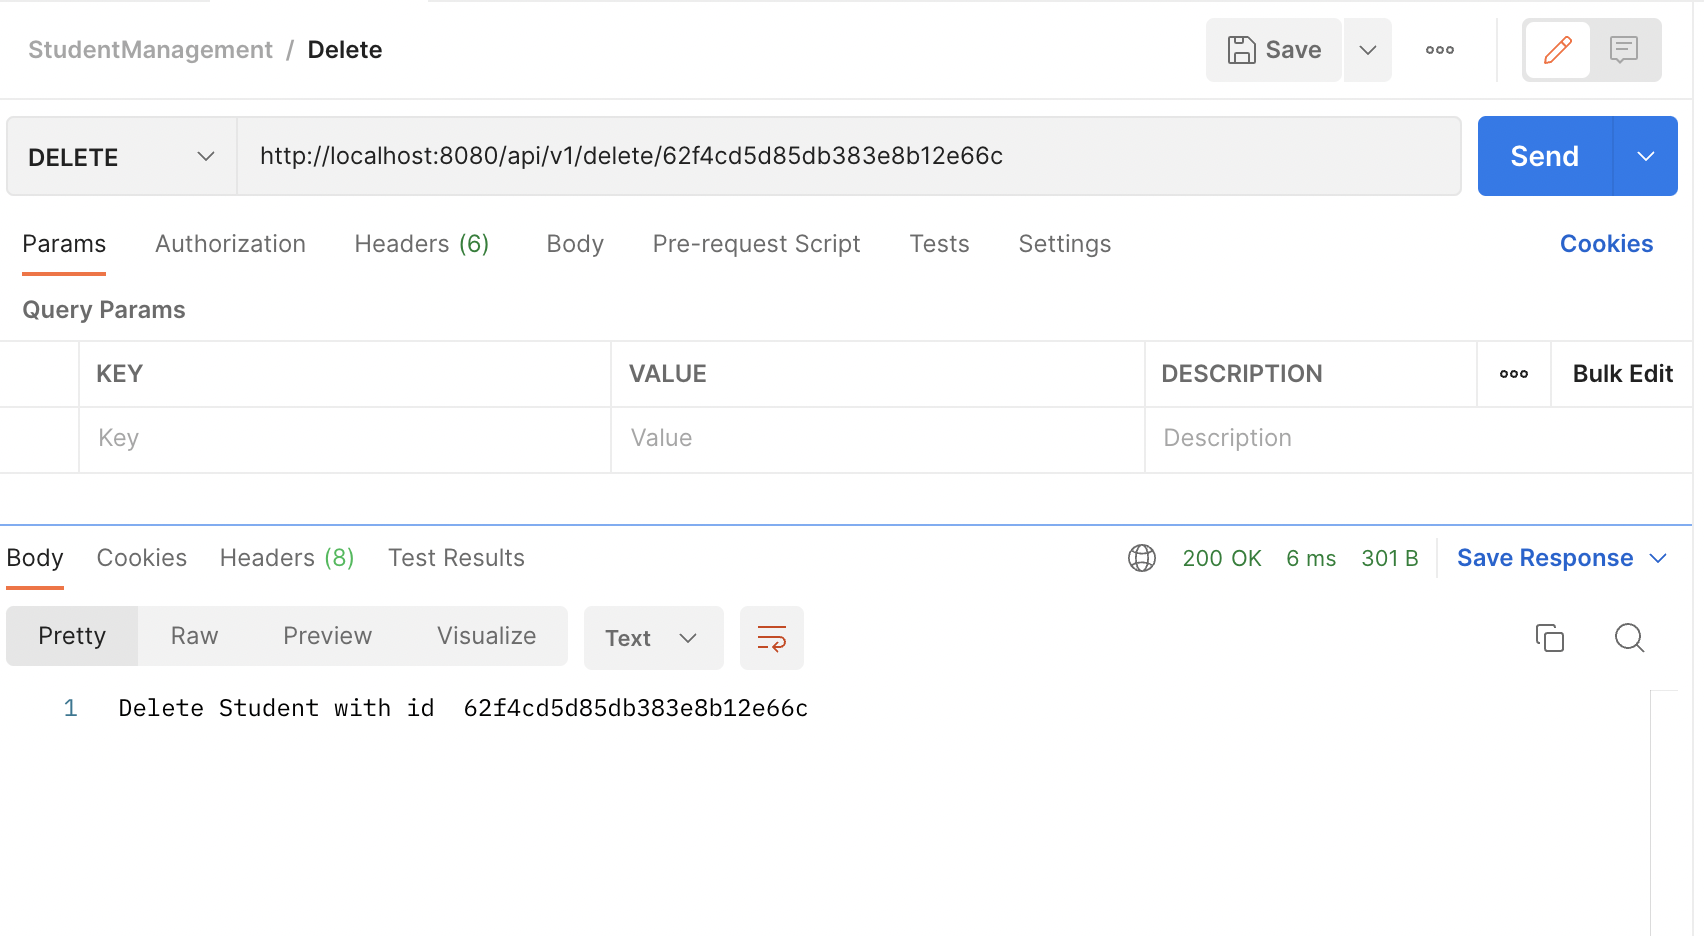 StudentManagement / Delete
Save
DELETE
http://localhost:8080/api/v1/delete/62f4cd5d85db383e8b12e66c
Send
Params Authorization Headers (6) Body Pre-request Script Tests Settings Cookies
Query Params
KEY VALUE DESCRIPTION Bulk Edit
Key Value Description
Body Cookies Headers (8) Test Results 200 OK 6 ms 301 B Save Response
Pretty Raw Preview Visualize Text
1 Delete Student with id  62f4cd5d85db383e8b12e66c